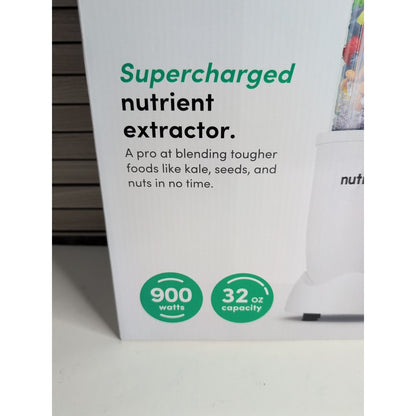 Supercharged
nutrient
extractor.
A pro at blending tougher
foods like kale, seeds, and
nuts in no time.
900
watts
32 oz
capacity